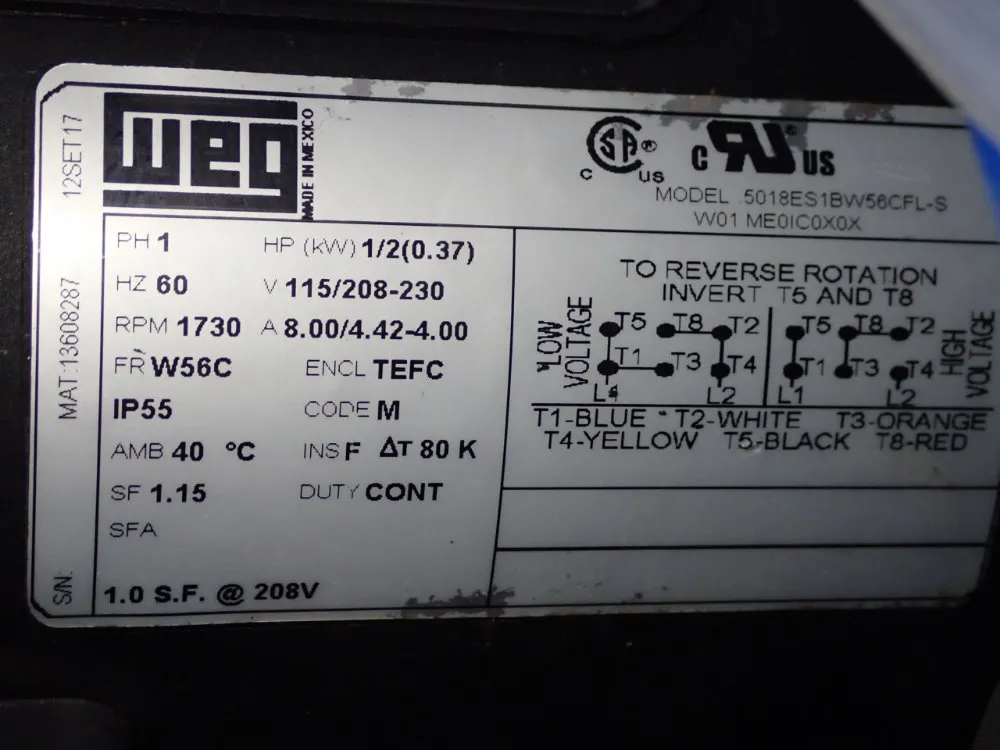 12SET17
weg
MADE IN MEXICO
SA ® C US
C RU ® US
MODEL 5018ES1BW56CFL-S
W01 ME0IC0X0X
MAT:13608287
S/N:
PH 1 HP (kW) 1/2(0.37)
HZ 60 V 115/208-230
RPM 1730 A 8.00/4.42-4.00
FR W56C ENCL TEFC
IP55 CODE M
AMB 40 °C INS F ΔT 80 K
SF 1.15 DUTY CONT
SFA
1.0 S.F. @ 208V
TO REVERSE ROTATION
INVERT T5 AND T8
LOW VOLTAGE
T5 T8 T2
T1 T3 T4
L1 L2
T5 T8 T2
T1 T3 T4
L1 L2
HIGH VOLTAGE
T1-BLUE T2-WHITE T3-ORANGE
T4-YELLOW T5-BLACK T8-RED